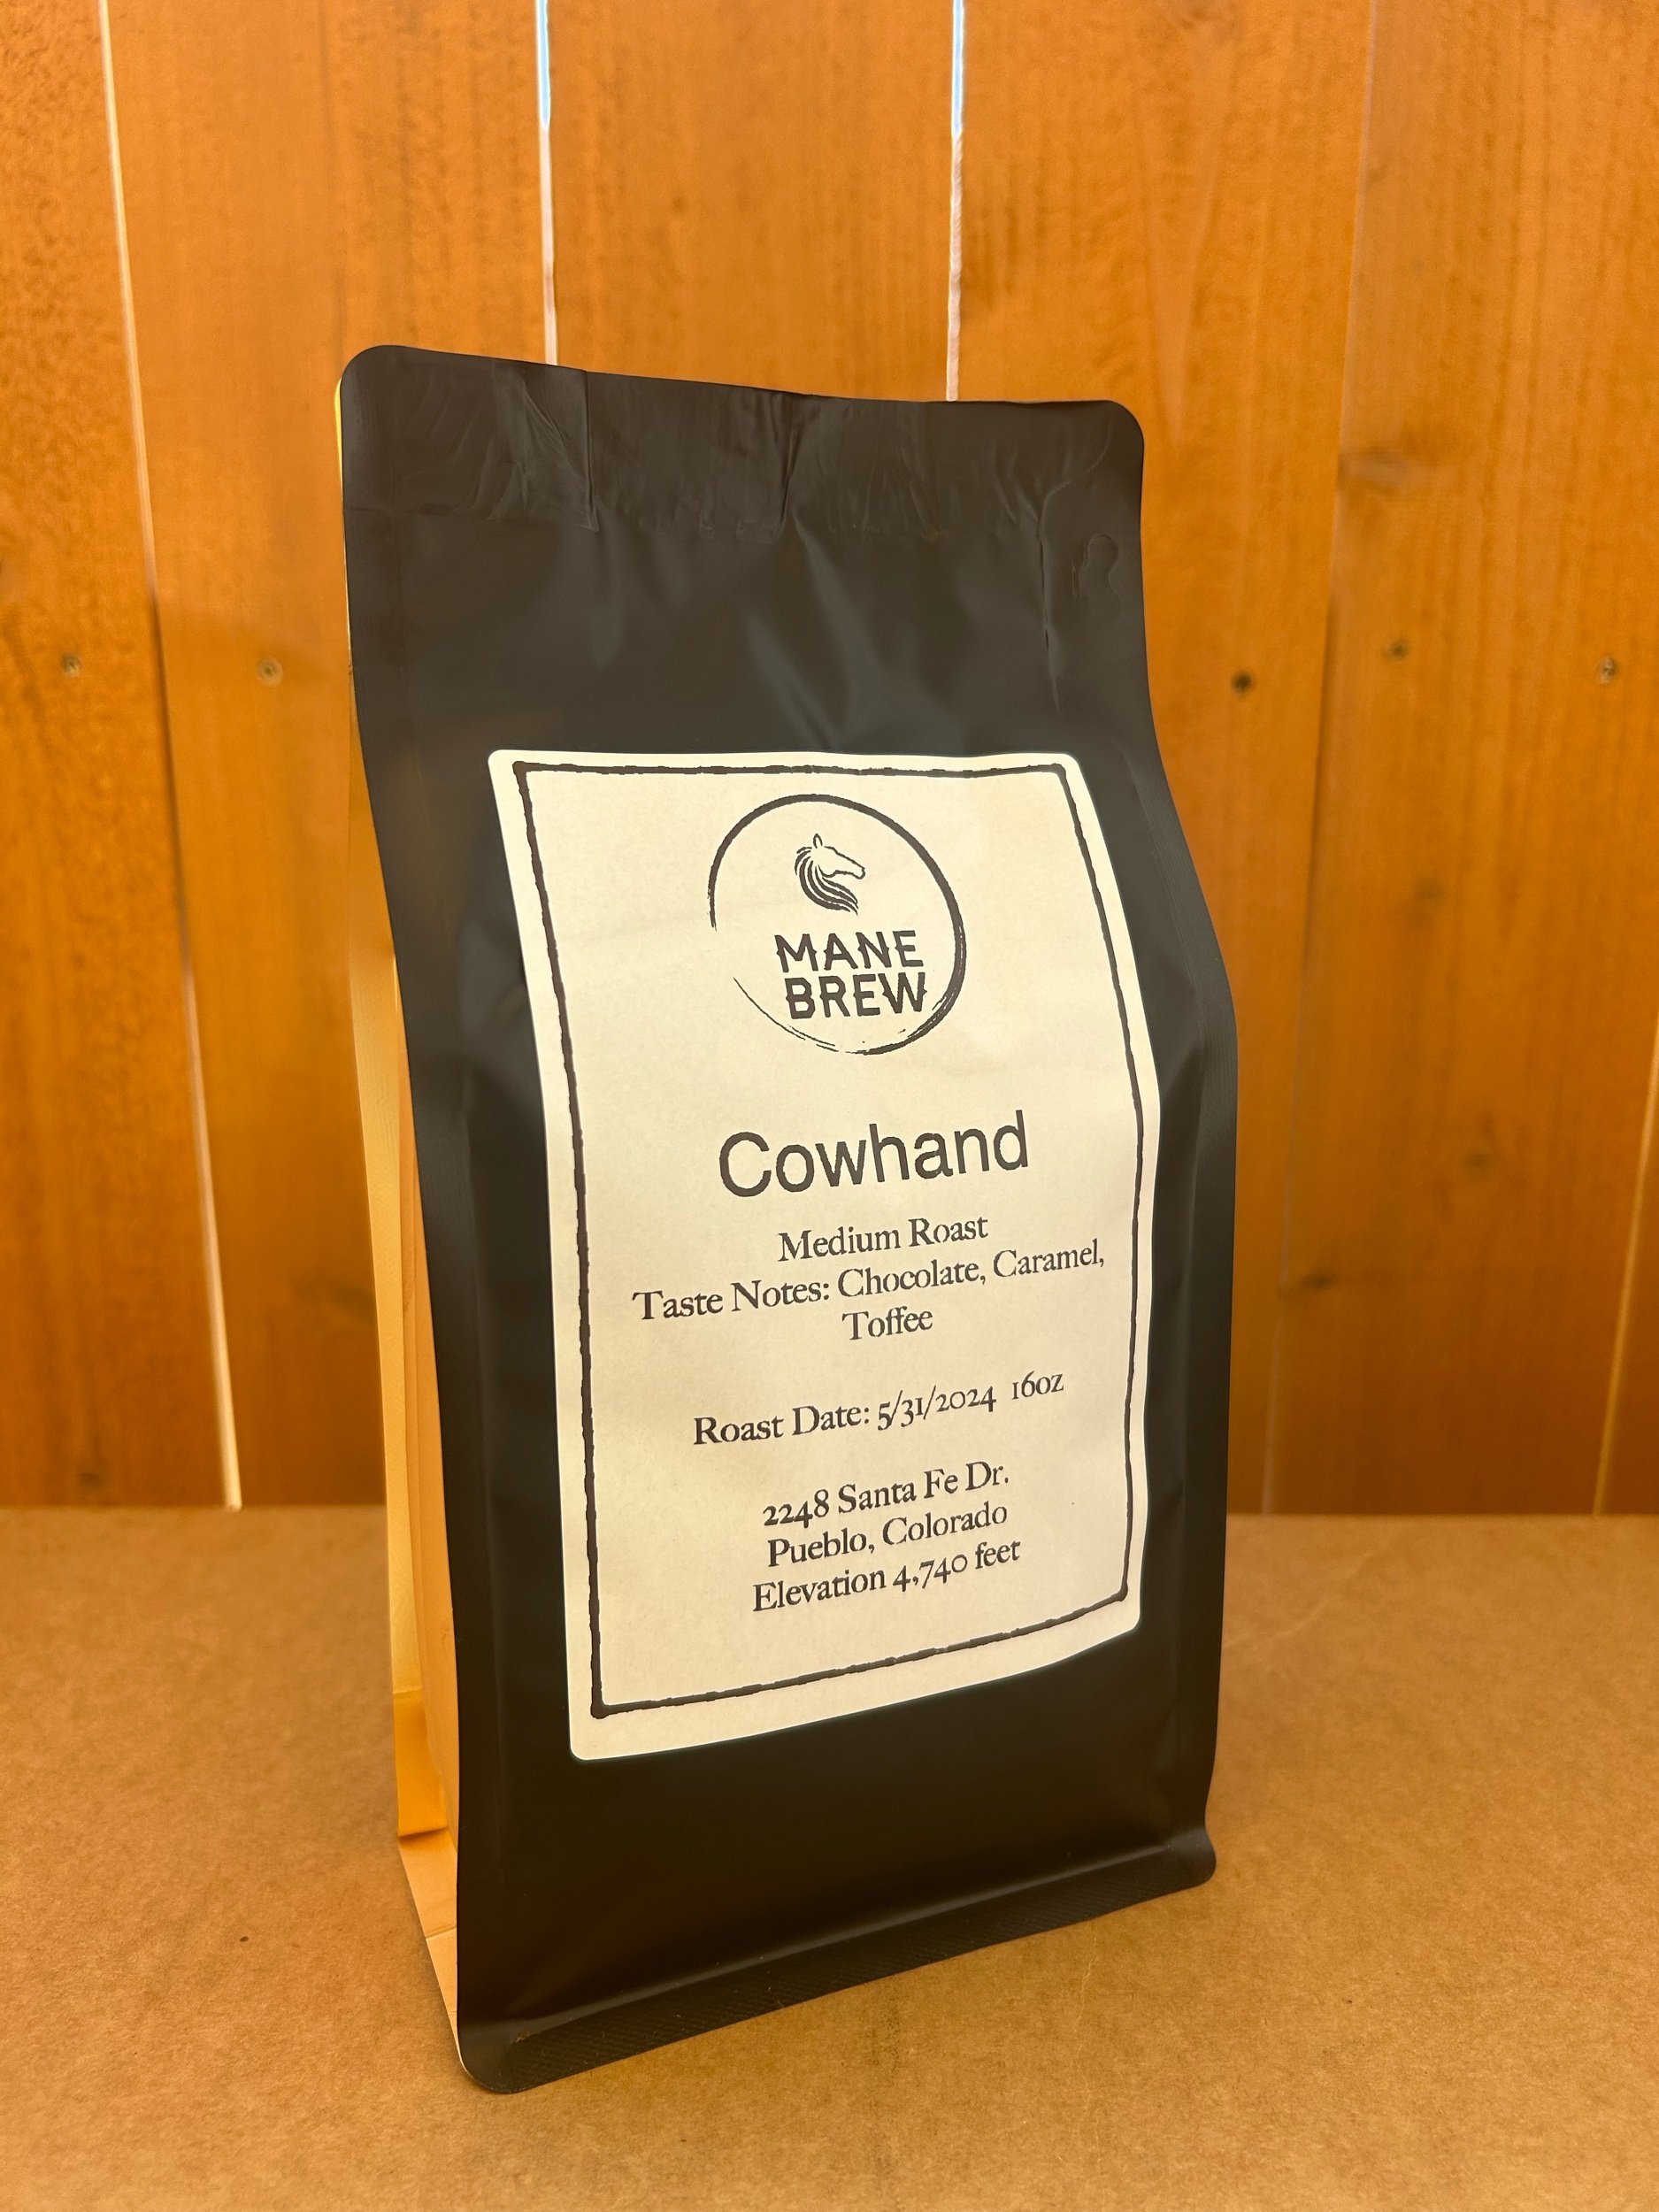 MANE
BREW
Cowhand
Medium Roast
Taste Notes: Chocolate, Caramel,
Toffee
Roast Date: 5/31/2024 16oz
2248 Santa Fe Dr.
Pueblo, Colorado
Elevation 4,740 feet